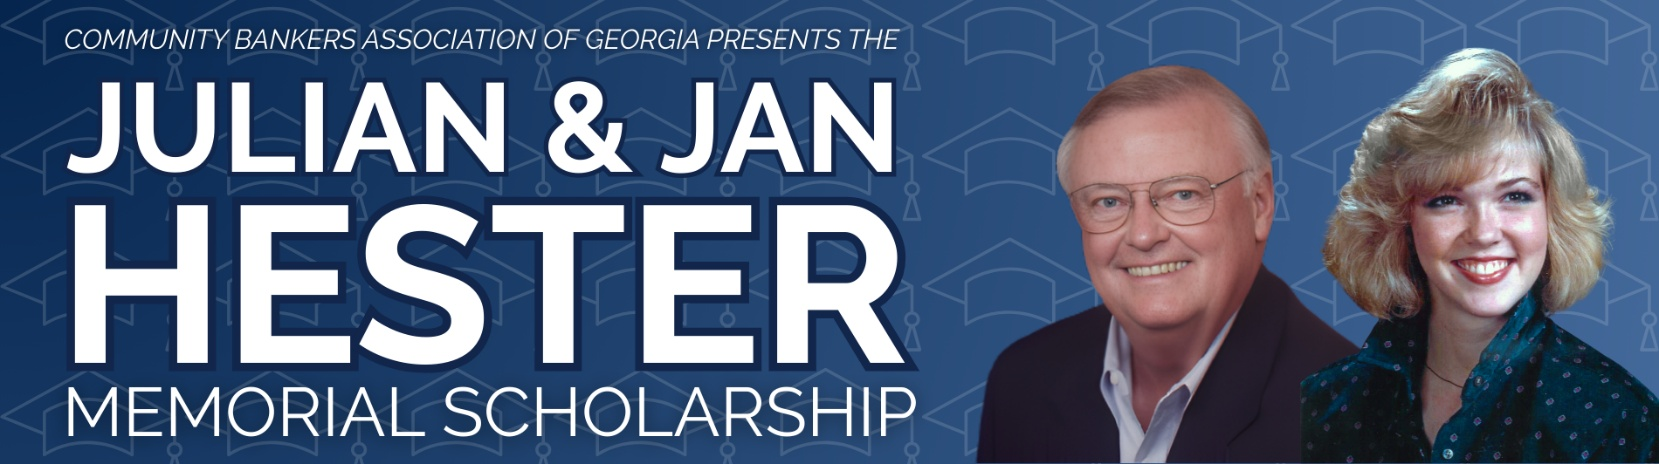 COMMUNITY BANKERS ASSOCIATION OF GEORGIA PRESENTS THE
JULIAN & JAN
HESTER
MEMORIAL SCHOLARSHIP